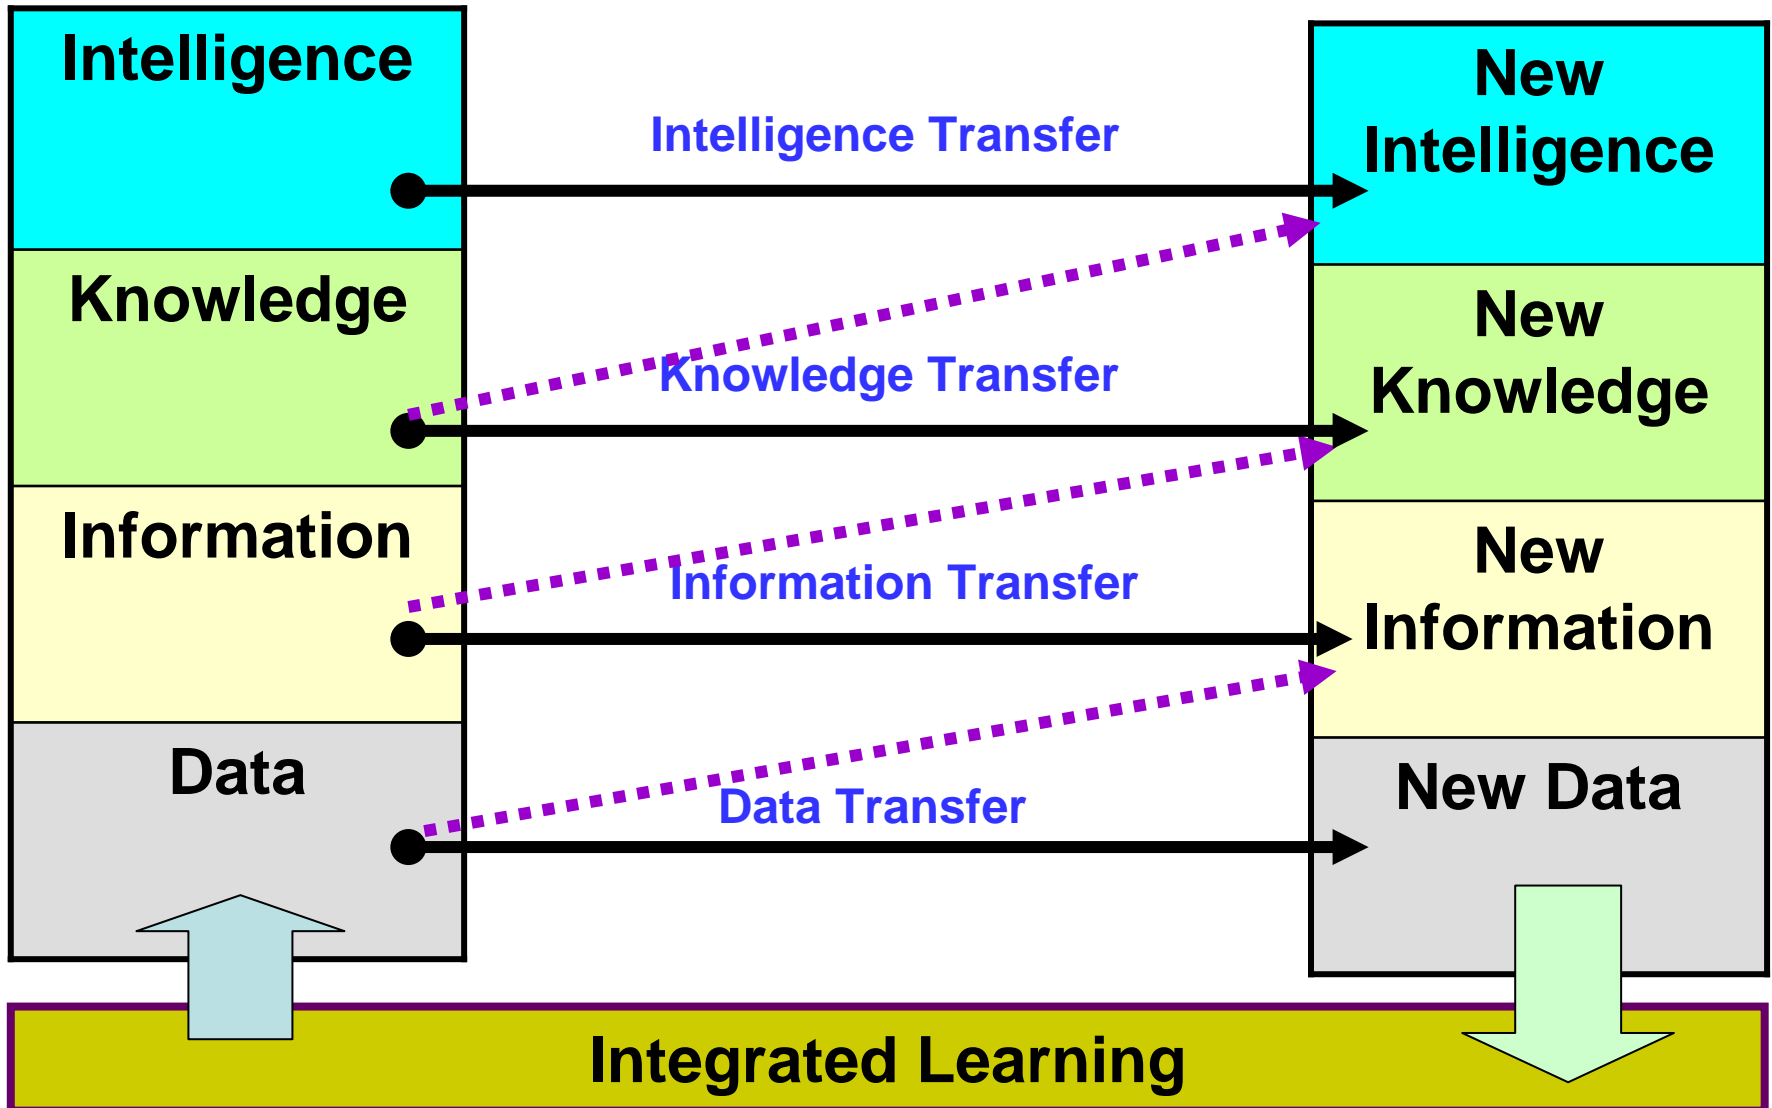 Intelligence
Knowledge
Information
Data
Intelligence Transfer
Knowledge Transfer
Information Transfer
Data Transfer
New
Intelligence
New
Knowledge
New
Information
New Data
Integrated Learning